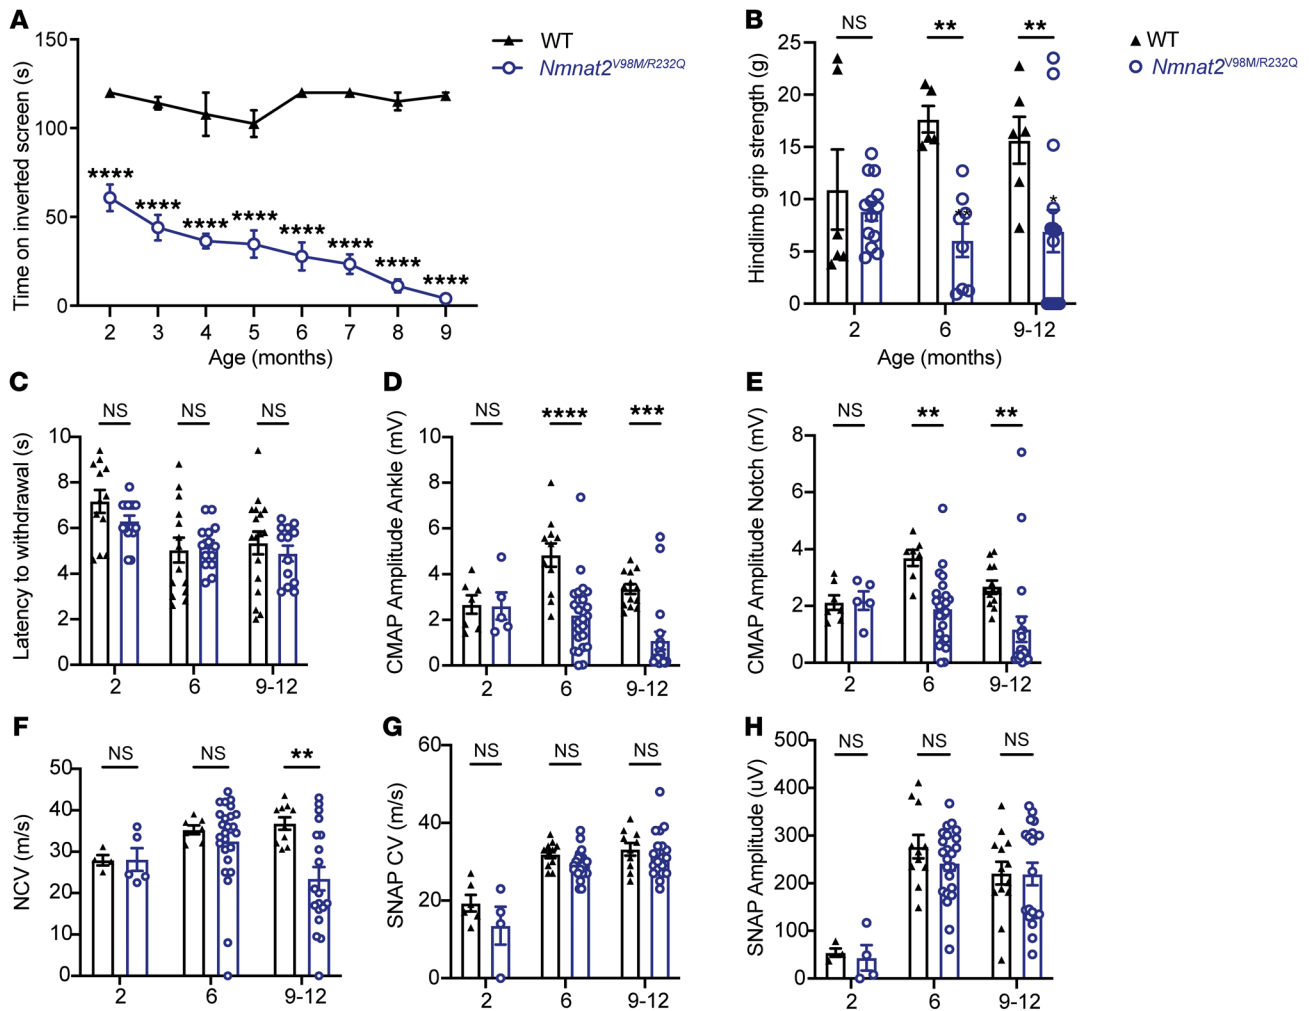 A
Time on inverted screen (s)
150
100
50
0
**** **** **** **** **** **** **** ****
2 3 4 5 6 7 8 9
Age (months)
WT
Nmnat2V98M/R232Q
B
Hindlimb grip strength (g)
NS ** **
25
20
15
10
5
0
** *
2 6 9-12
Age (months)
WT
Nmnat2V98M/R232Q
C
Latency to withdrawal (s)
NS NS NS
10
8
6
4
2
0
2 6 9-12
D
CMAP Amplitude Ankle (mV)
NS **** ***
10
8
6
4
2
0
2 6 9-12
E
CMAP Amplitude Notch (mV)
NS ** **
8
6
4
2
0
2 6 9-12
F
NCV (m/s)
NS NS **
50
40
30
20
10
0
2 6 9-12
G
SNAP CV (m/s)
NS NS NS
60
40
20
0
2 6 9-12
H
SNAP Amplitude (uV)
NS NS NS
500
400
300
200
100
0
2 6 9-12